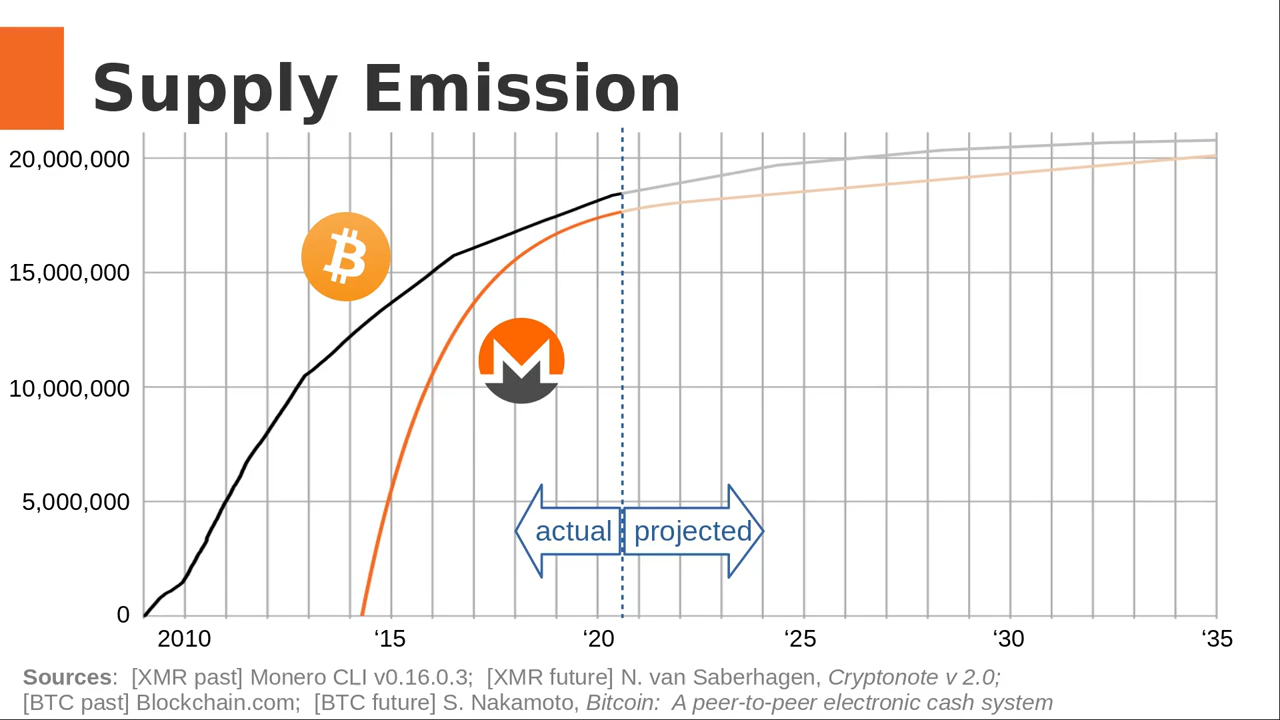 Supply Emission
20,000,000
15,000,000
10,000,000
5,000,000
0
actual
projected
2010
‘15
‘20
‘25
‘30
‘35
Sources:  [XMR past] Monero CLI v0.16.0.3;  [XMR future] N. van Saberhagen, Cryptonote v 2.0;
[BTC past] Blockchain.com;  [BTC future] S. Nakamoto, Bitcoin:  A peer-to-peer electronic cash system